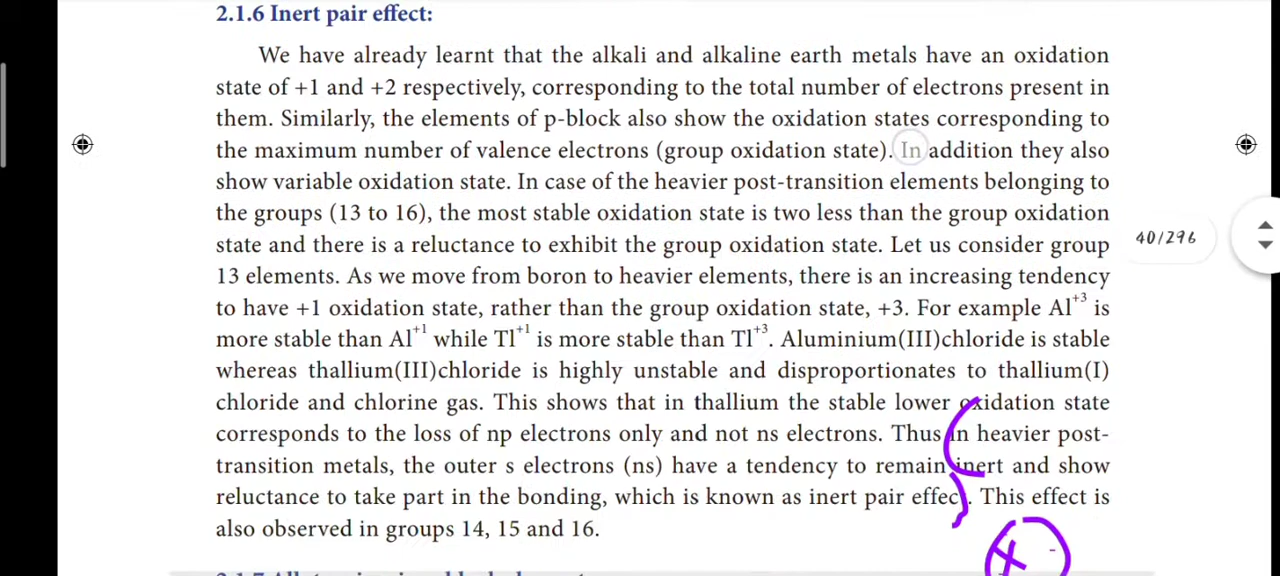 2.1.6 Inert pair effect:
We have already learnt that the alkali and alkaline earth metals have an oxidation
state of +1 and +2 respectively, corresponding to the total number of electrons present in
them. Similarly, the elements of p-block also show the oxidation states corresponding to
the maximum number of valence electrons (group oxidation state). In addition they also
show variable oxidation state. In case of the heavier post-transition elements belonging to
the groups (13 to 16), the most stable oxidation state is two less than the group oxidation
state and there is a reluctance to exhibit the group oxidation state. Let us consider group
40/296
13 elements. As we move from boron to heavier elements, there is an increasing tendency
to have +1 oxidation state, rather than the group oxidation state, +3. For example Al⁺³ is
more stable than Al⁺¹ while Tl⁺¹ is more stable than Tl⁺³. Aluminium(III)chloride is stable
whereas thallium(III)chloride is highly unstable and disproportionates to thallium(I)
chloride and chlorine gas. This shows that in thallium the stable lower oxidation state
corresponds to the loss of np electrons only and not ns electrons. Thus in heavier post-
transition metals, the outer s electrons (ns) have a tendency to remain inert and show
reluctance to take part in the bonding, which is known as inert pair effect. This effect is
also observed in groups 14, 15 and 16.